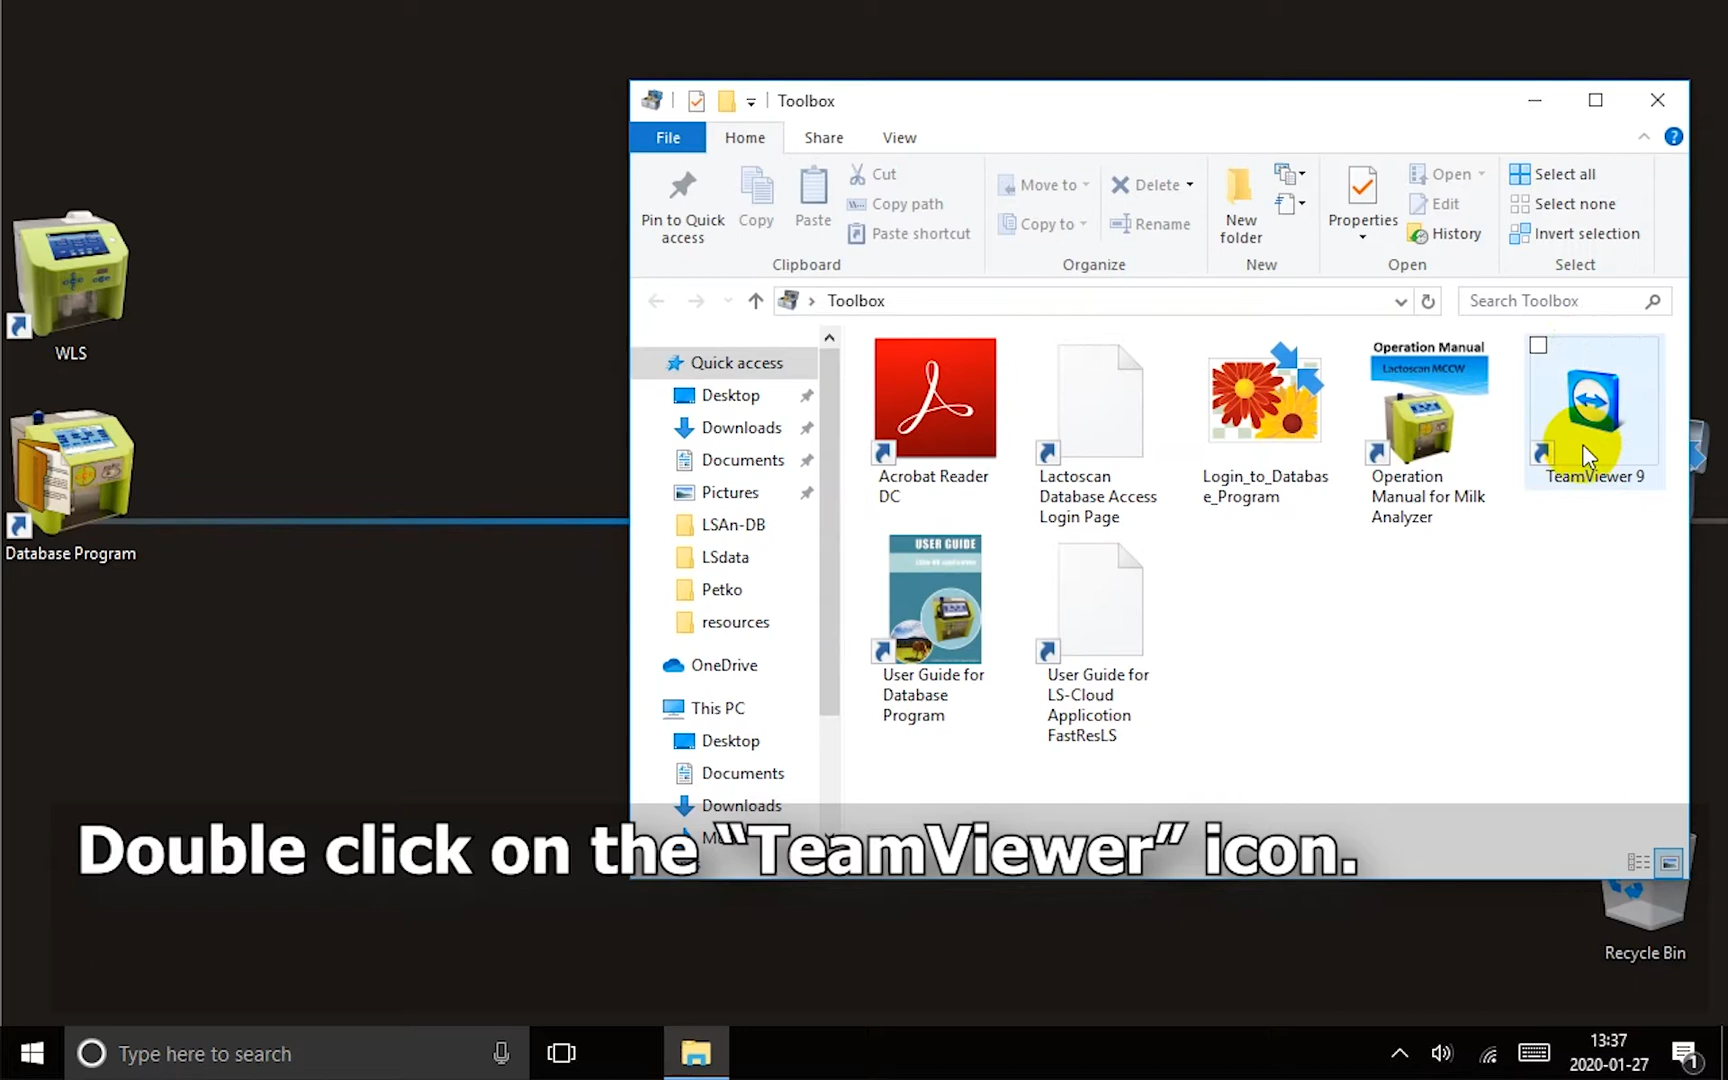 Toolbox
File Home Share View
Pin to Quick access
Copy
Paste
Cut
Copy path
Paste shortcut
Clipboard
Move to
Copy to
Delete
Rename
Organize
New folder
New
Properties
Open
Edit
History
Open
Select all
Select none
Invert selection
Select
Toolbox
Search Toolbox
Quick access
Desktop
Downloads
Documents
Pictures
LSAn-DB
LSdata
Petko
resources
OneDrive
This PC
Desktop
Documents
Downloads
Acrobat Reader
DC
Lactoscan
Database Access
Login Page
Login_to_Databas
e_Program
Operation Manual
Lactoscan MCCW
Operation
Manual for Milk
Analyzer
TeamViewer 9
USER GUIDE
User Guide for
Database
Program
User Guide for
LS-Cloud
Applicotion
FastResLS
WLS
Database Program
Double click on the “TeamViewer” icon.
Recycle Bin
Type here to search
13:37
2020-01-27
1